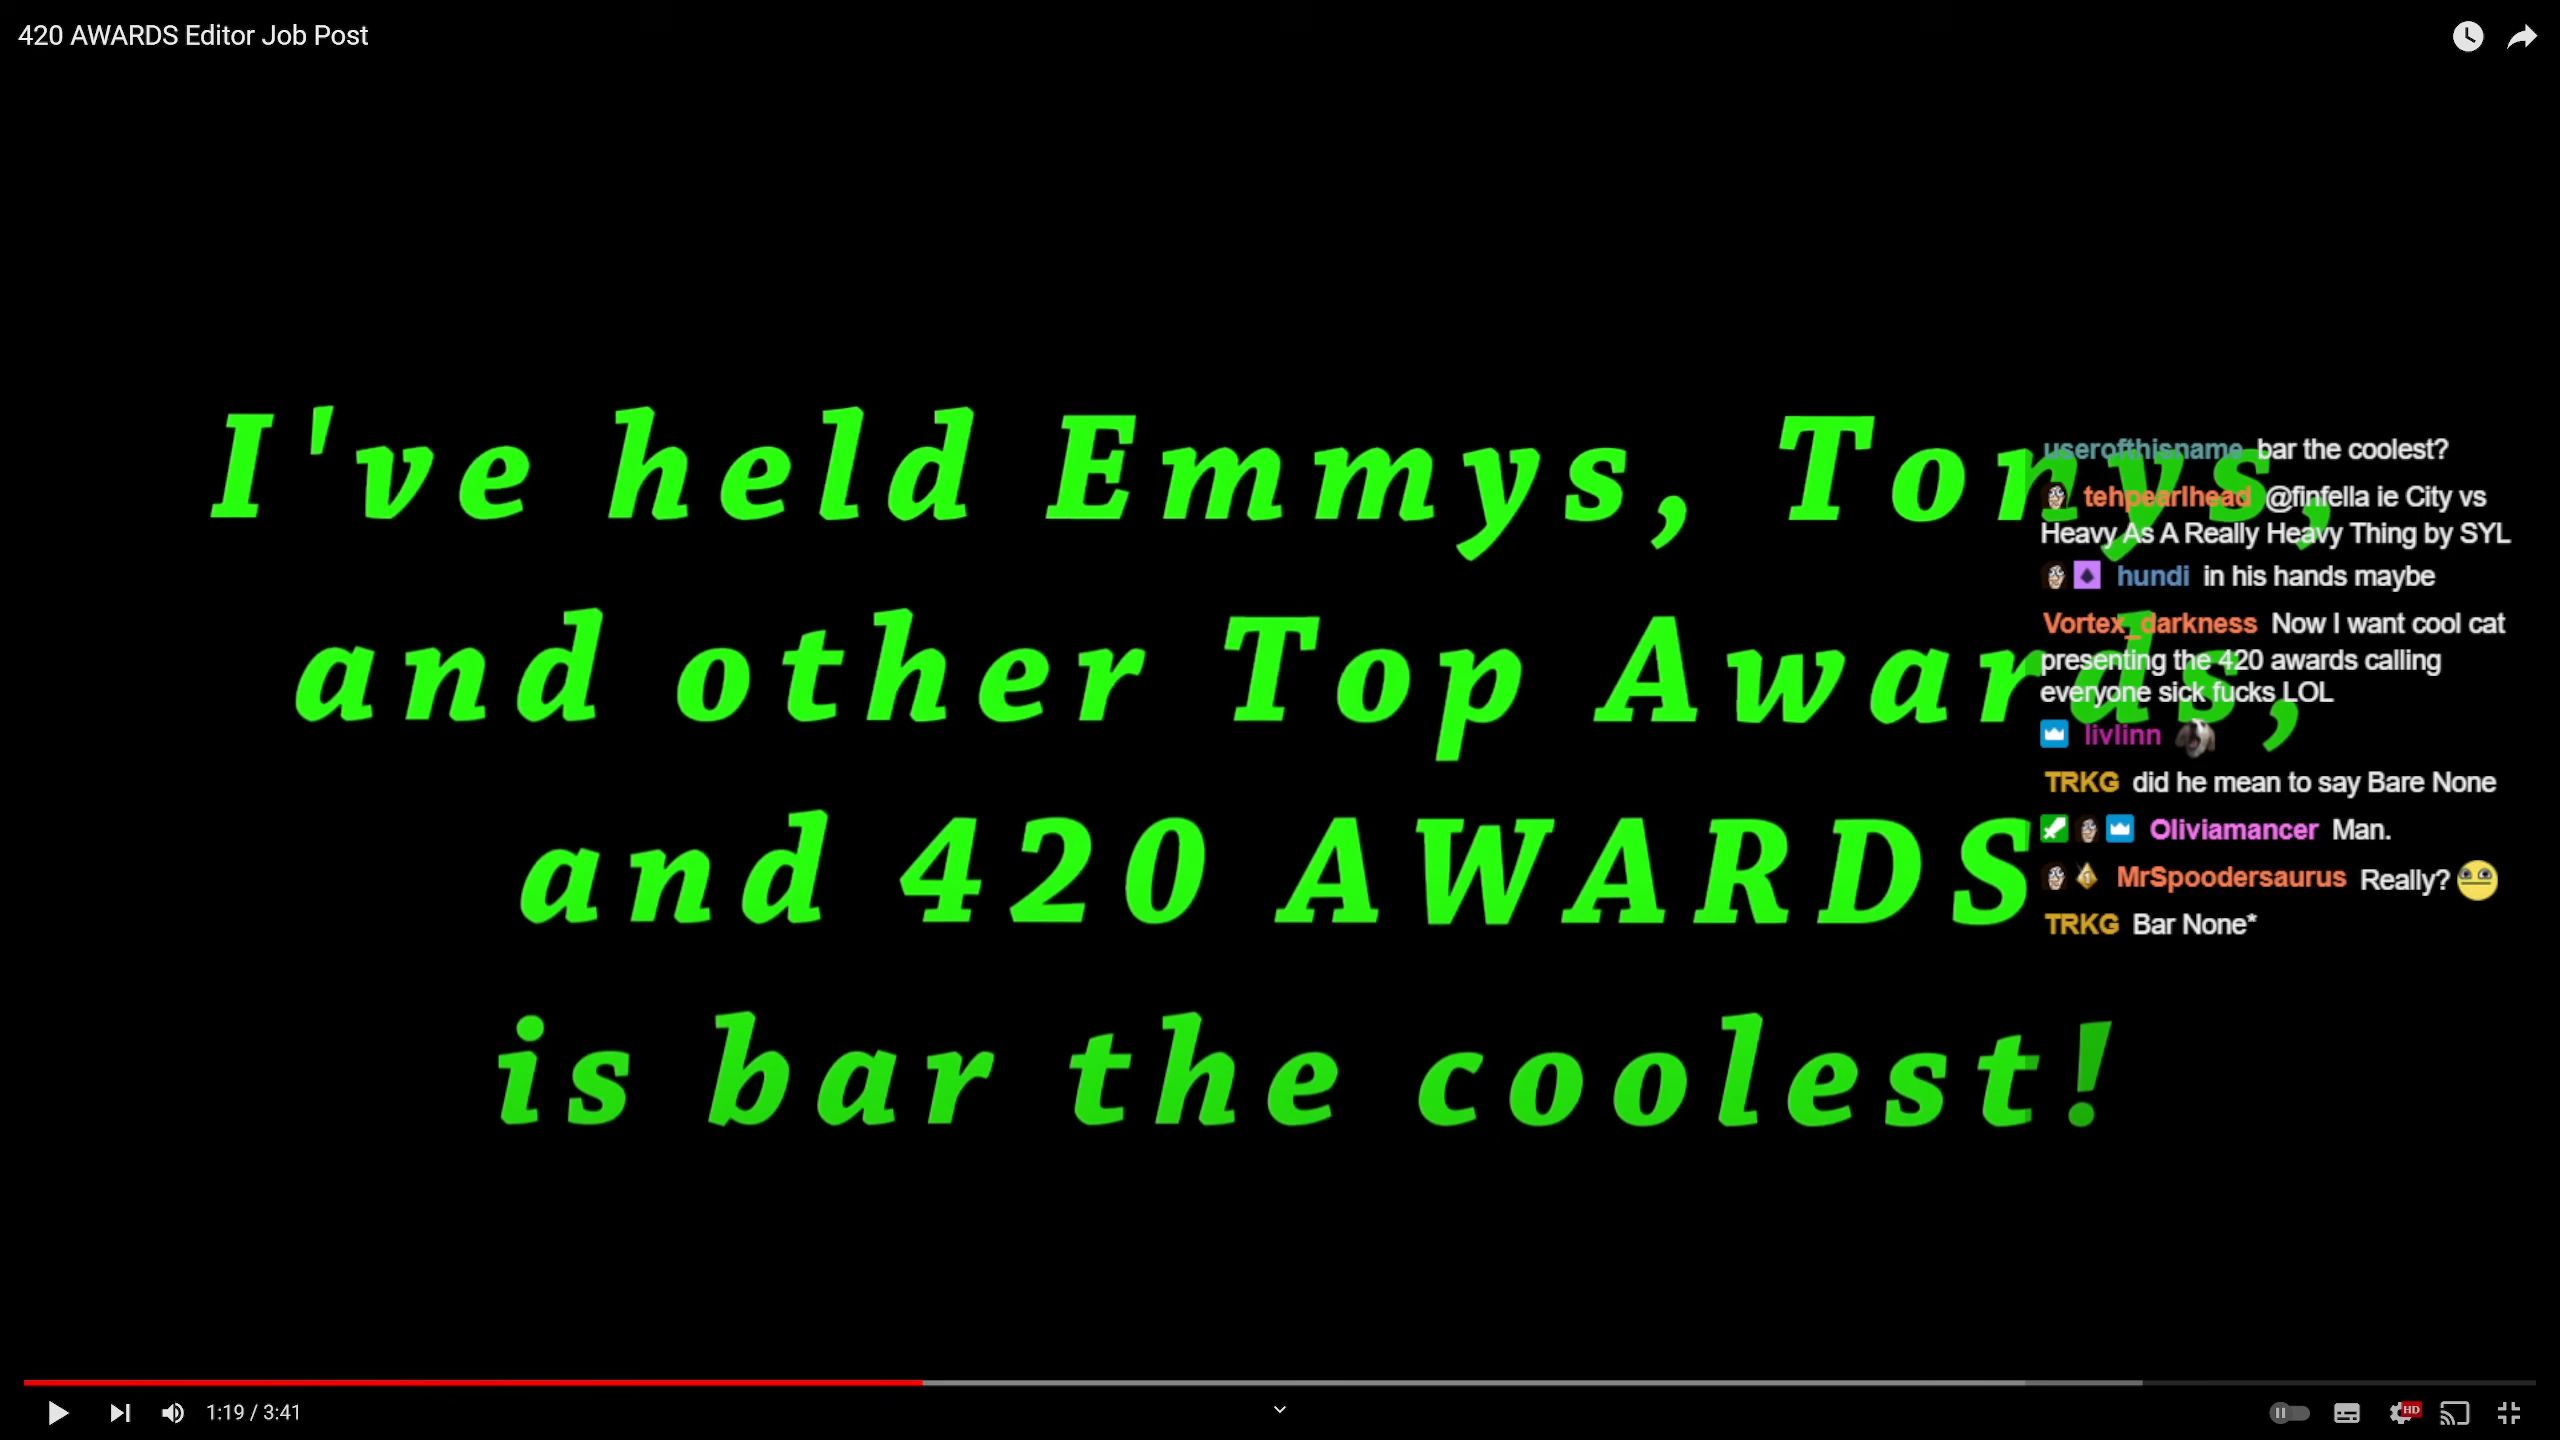 420 AWARDS Editor Job Post
I've held Emmys, Tonys,
and other Top Awards,
and 420 AWARDS
is bar the coolest!
userofthisname bar the coolest?
tehpearlhead @finfella ie City vs
Heavy As A Really Heavy Thing by SYL
hundi in his hands maybe
Vortex_darkness Now I want cool cat
presenting the 420 awards calling
everyone sick fucks LOL
livlinn
TRKG did he mean to say Bare None
Oliviamancer Man.
MrSpoodersaurus Really?
TRKG Bar None*
1:19 / 3:41
HD